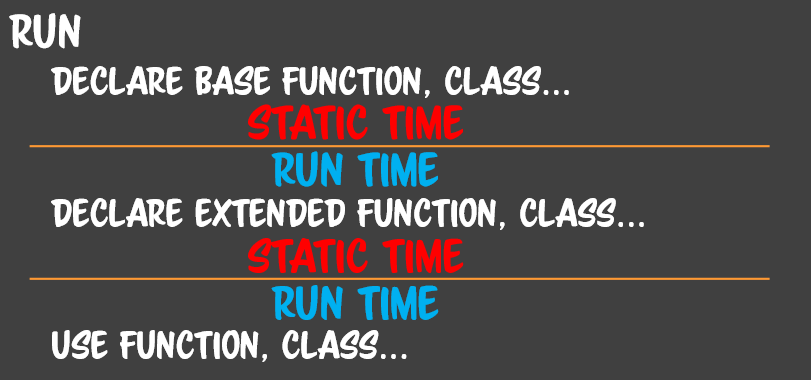 RUN
DECLARE BASE FUNCTION, CLASS...
STATIC TIME
RUN TIME
DECLARE EXTENDED FUNCTION, CLASS...
STATIC TIME
RUN TIME
USE FUNCTION, CLASS...